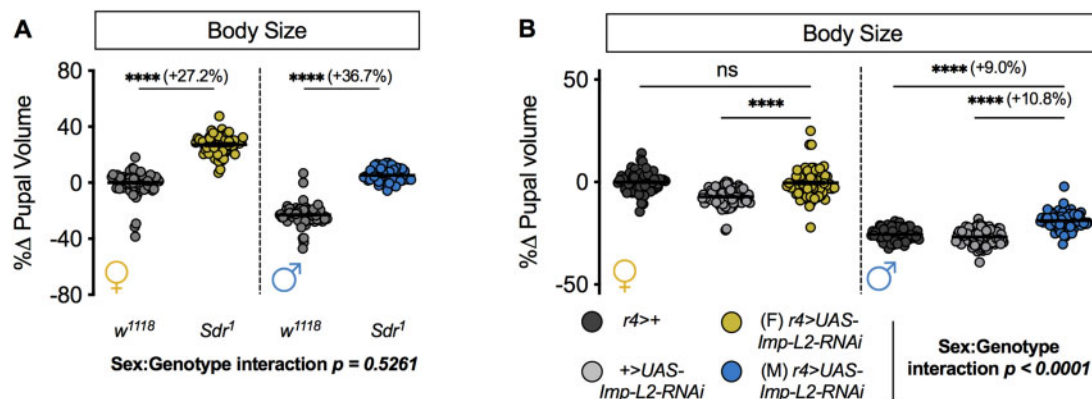 A
Body Size
**** (+27.2%)
**** (+36.7%)
%Δ Pupal Volume
80
40
0
-40
-80
♀
♂
w1118
Sdr1
w1118
Sdr1
Sex:Genotype interaction p = 0.5261
B
Body Size
ns
****
**** (+9.0%)
**** (+10.8%)
%Δ Pupal volume
50
0
-50
♀
♂
r4>+
+>UAS-
Imp-L2-RNAi
(F) r4>UAS-
Imp-L2-RNAi
(M) r4>UAS-
Imp-L2-RNAi
Sex:Genotype
interaction p < 0.0001